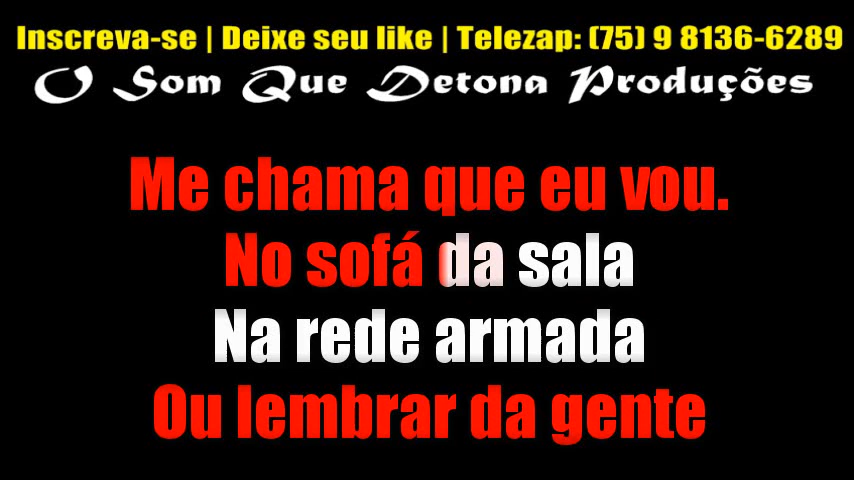 Inscreva-se | Deixe seu like | Telezap: (75) 9 8136-6289
O Som Que Detona Produções
Me chama que eu vou.
No sofá da sala
Na rede armada
Ou lembrar da gente